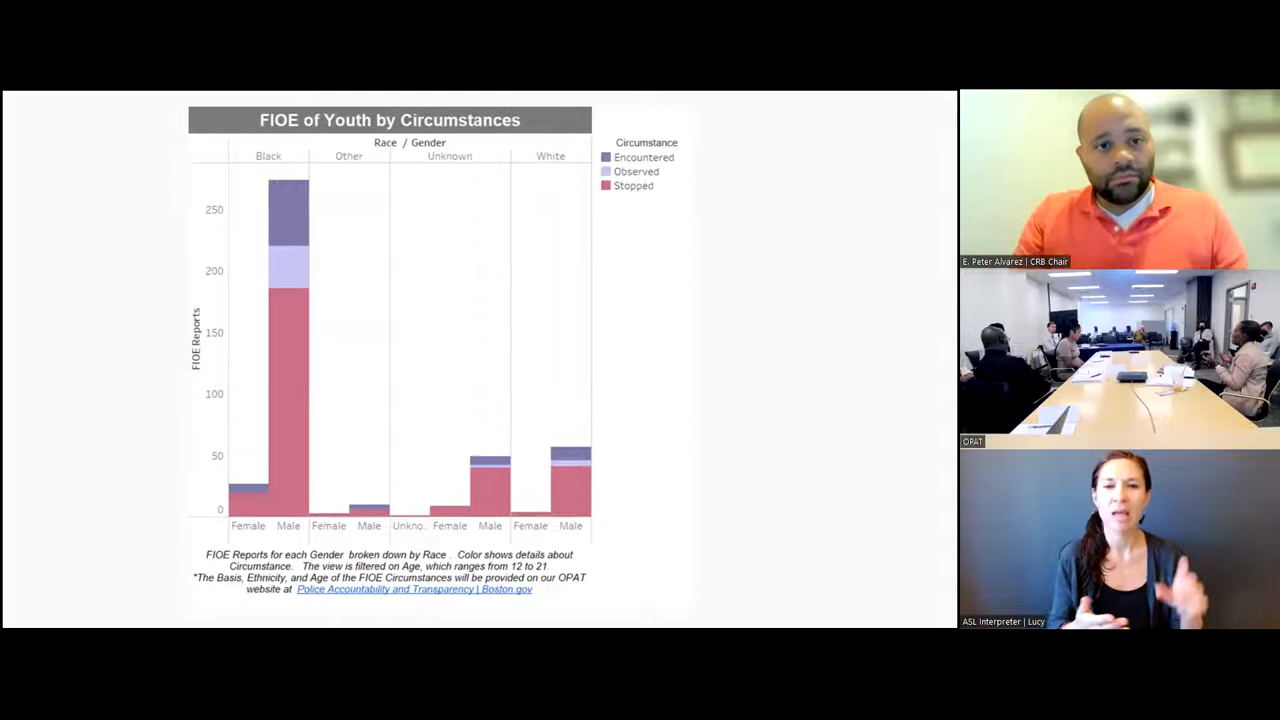 FIOE of Youth by Circumstances
Race / Gender
Black Other Unknown White
Circumstance
Encountered
Observed
Stopped
FIOE Reports
250
200
150
100
50
0
Female Male Female Male Unkno.. Female Male Female Male
FIOE Reports for each Gender broken down by Race . Color shows details about
Circumstance. The view is filtered on Age, which ranges from 12 to 21.
*The Basis, Ethnicity, and Age of the FIOE Circumstances will be provided on our OPAT
website at Police Accountability and Transparency | Boston.gov
E. Peter Alvarez | CRB Chair
OPAT
ASL Interpreter | Lucy